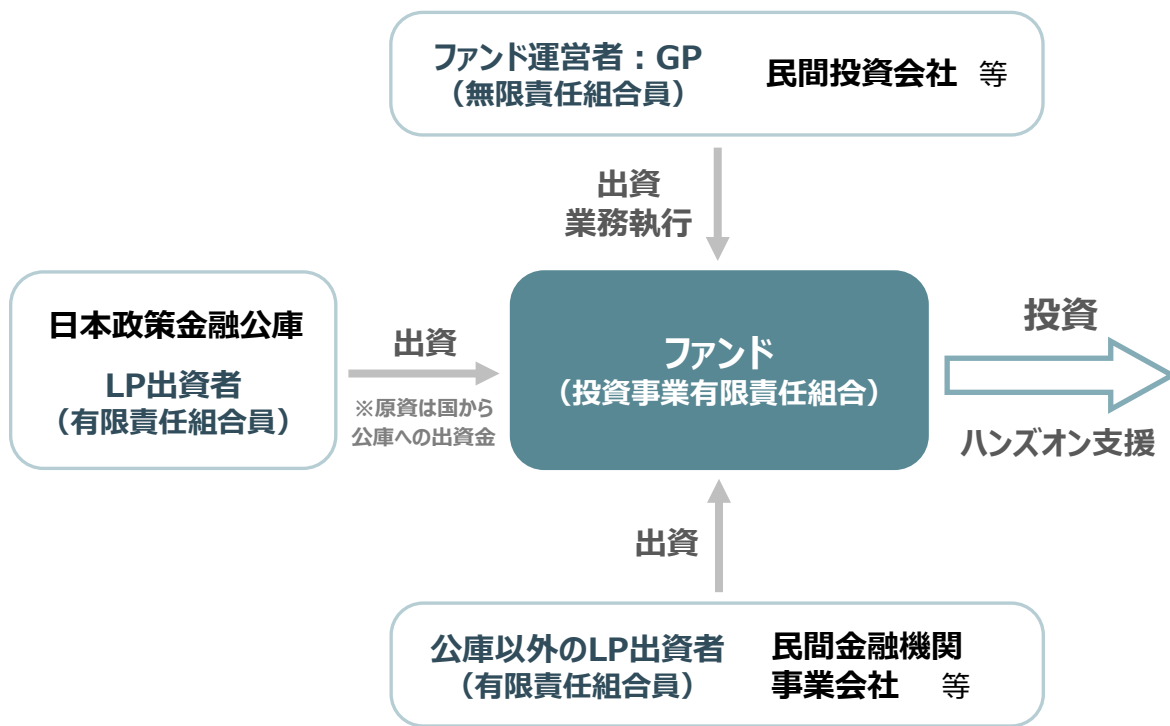 ファンド運営者:GP
(無限責任組合員)
民間投資会社 等
出資
業務執行
日本政策金融公庫
LP出資者
(有限責任組合員)
出資
※原資は国から
公庫への出資金
ファンド
(投資事業有限責任組合)
投資
ハンズオン支援
出資
公庫以外のLP出資者
(有限責任組合員)
民間金融機関
事業会社 等